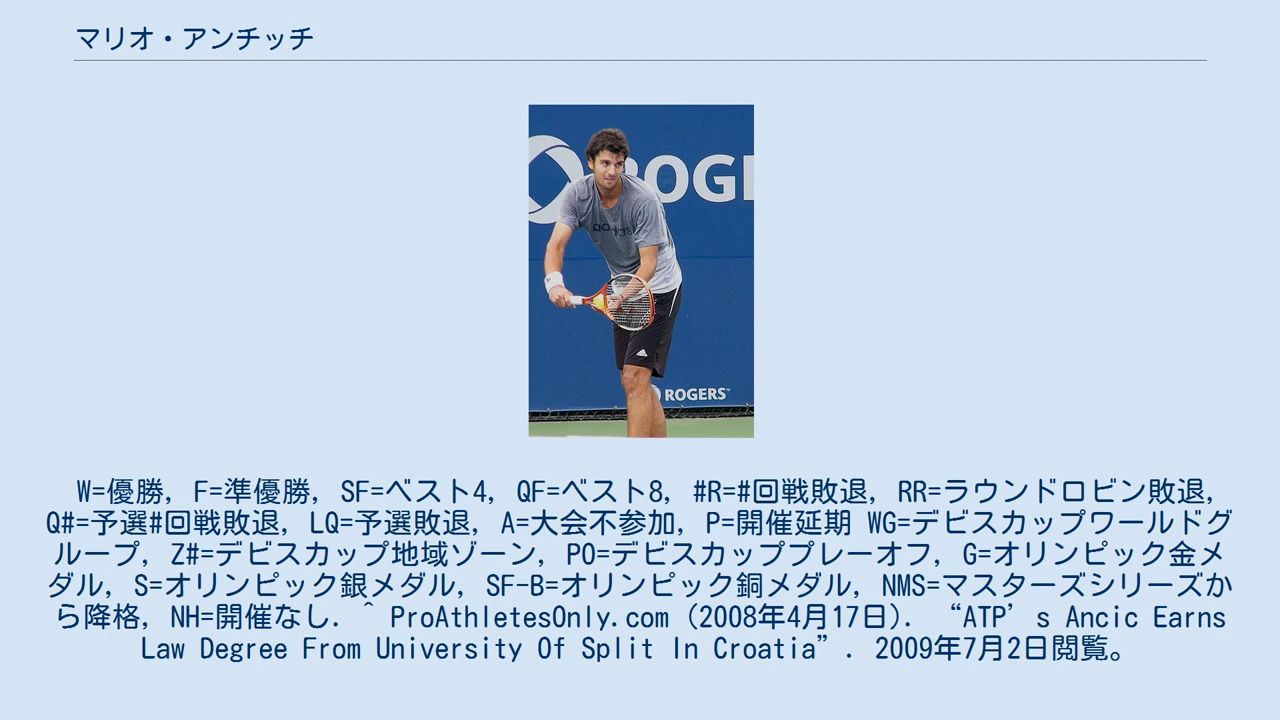 マリオ・アンチッチ
ROGE
adidas
ROGERS™
W=優勝, F=準優勝, SF=ベスト4, QF=ベスト8, #R=#回戦敗退, RR=ラウンドロビン敗退,
Q#=予選#回戦敗退, LQ=予選敗退, A=大会不参加, P=開催延期 WG=デビスカップワールドグ
ループ, Z#=デビスカップ地域ゾーン, PO=デビスカッププレーオフ, G=オリンピック金メ
ダル, S=オリンピック銀メダル, SF-B=オリンピック銅メダル, NMS=マスターズシリーズか
ら降格, NH=開催なし. ^ ProAthletesOnly.com (2008年4月17日). “ATP’s Ancic Earns
Law Degree From University Of Split In Croatia”. 2009年7月2日閲覧。